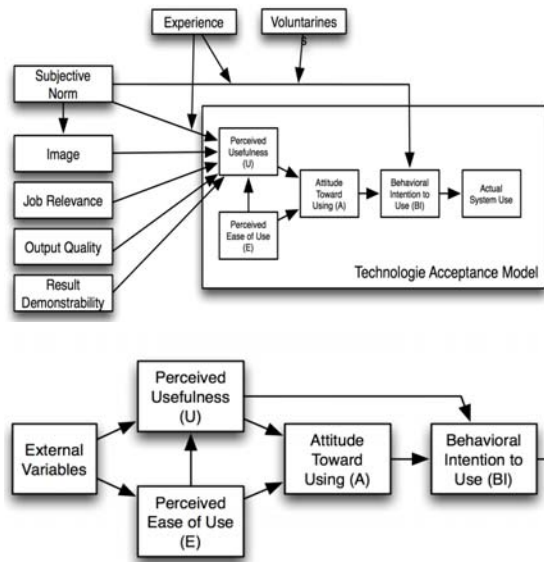 Experience
Voluntarines
s
Subjective
Norm
Image
Job Relevance
Output Quality
Result
Demonstrability
Perceived
Usefulness
(U)
Perceived
Ease of Use
(E)
Attitude
Toward
Using (A)
Behavioral
Intention to
Use (BI)
Actual
System Use
Technologie Acceptance Model
External
Variables
Perceived
Usefulness
(U)
Perceived
Ease of Use
(E)
Attitude
Toward
Using (A)
Behavioral
Intention to
Use (BI)